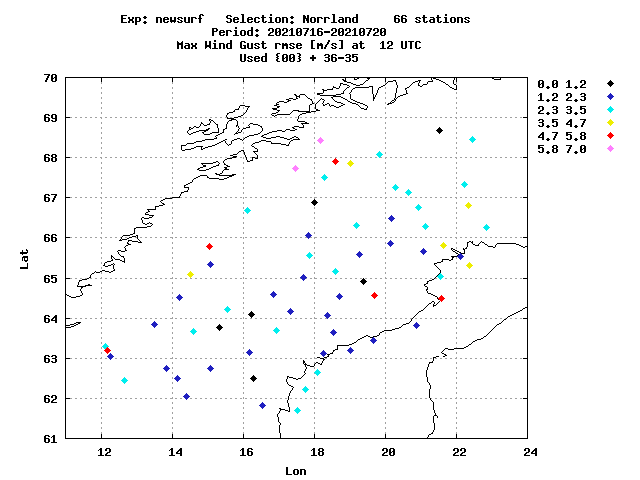 Exp: newsurf   Selection: Norrland     66 stations
Period: 20210716-20210720
Max Wind Gust rmse [m/s] at  12 UTC
Used {00} + 36-35
70
69
68
67
66
65
64
63
62
61
Lat
12 14 16 18 20 22 24
Lon
0.0 1.2
1.2 2.3
2.3 3.5
3.5 4.7
4.7 5.8
5.8 7.0